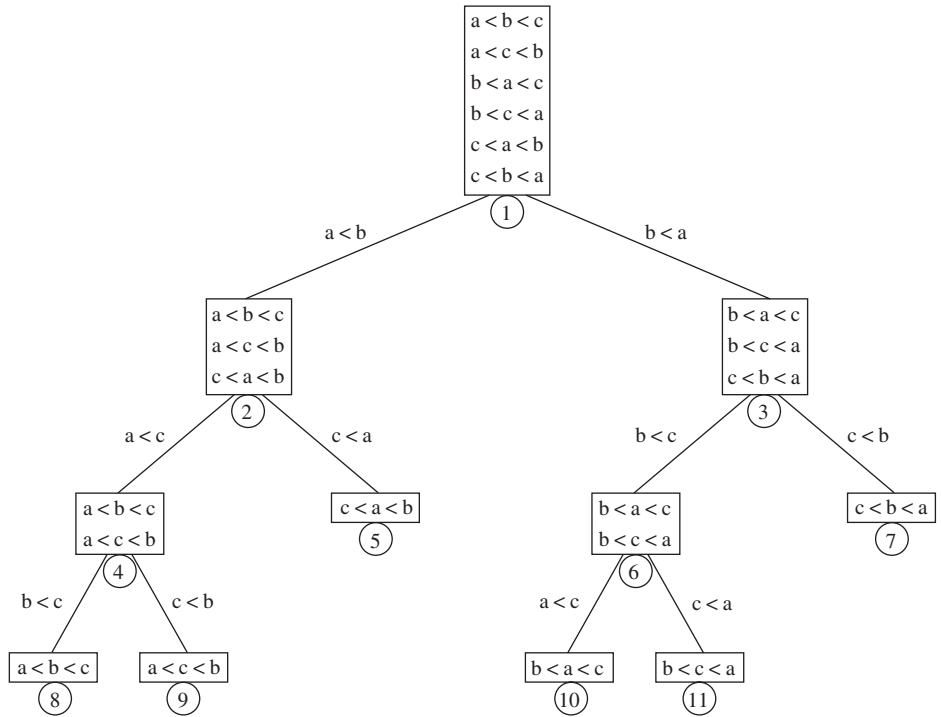 a < b < c
a < c < b
b < a < c
b < c < a
c < a < b
c < b < a
1
a < b
b < a
a < b < c
a < c < b
c < a < b
2
b < a < c
b < c < a
c < b < a
3
a < c
c < a
b < c
c < b
a < b < c
a < c < b
4
c < a < b
5
b < a < c
b < c < a
6
c < b < a
7
b < c
c < b
a < c
c < a
a < b < c
8
a < c < b
9
b < a < c
10
b < c < a
11